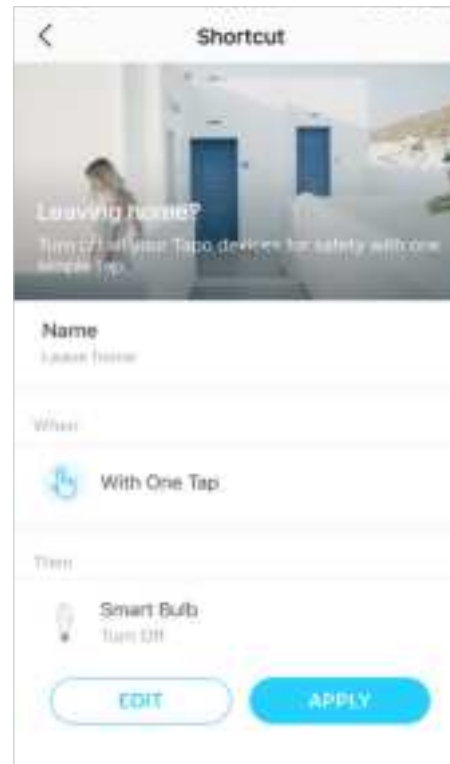 Shortcut
Leaving home?
Turn off all your Tapo devices for safety with one
simple tap.
Name
Leave home
When
With One Tap
Then
Smart Bulb
Turn Off
EDIT
APPLY